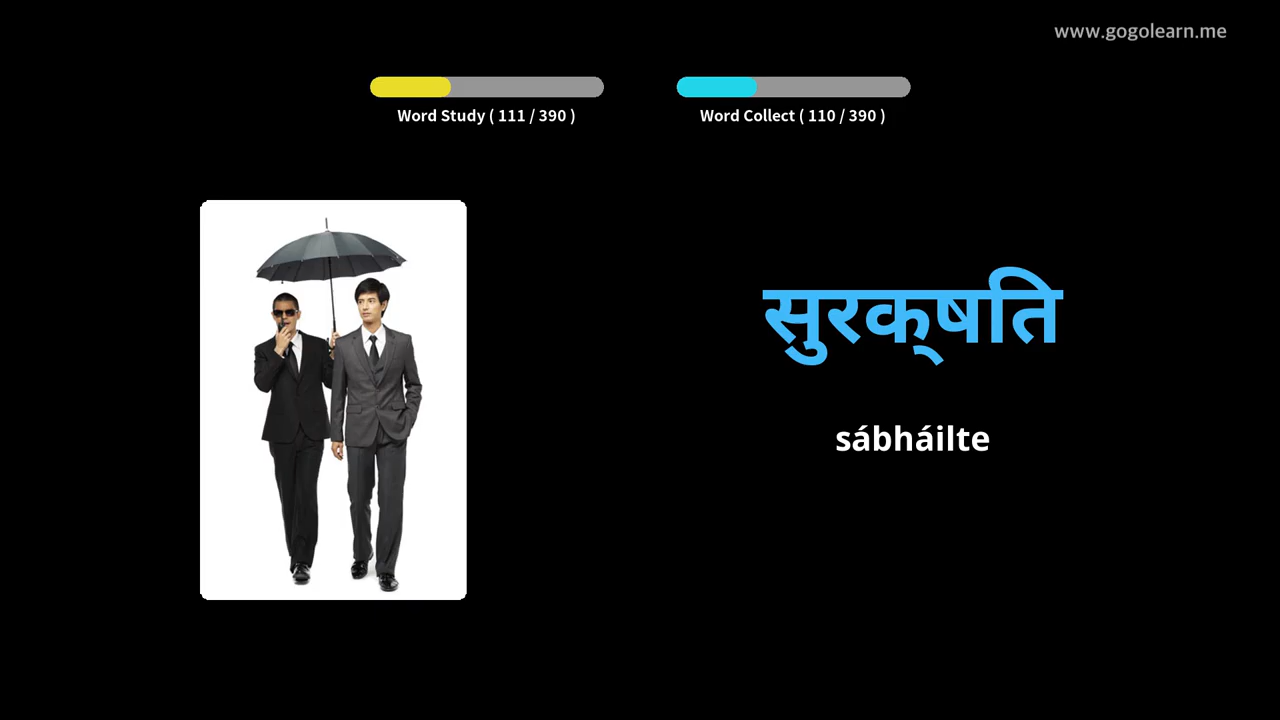 www.gogolearn.me
Word Study ( 111 / 390 )
Word Collect ( 110 / 390 )
सुरक्‌षति
sábháilte